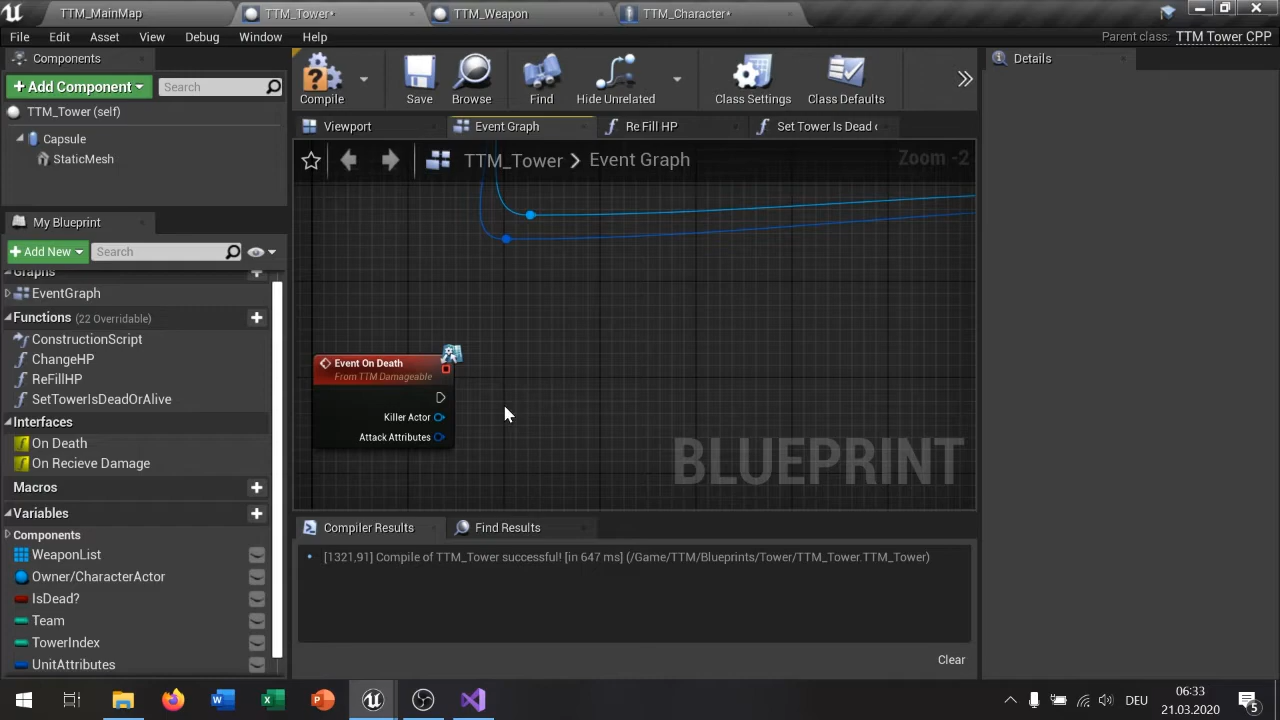 TTM_MainMap
TTM_Tower*
TTM_Weapon
TTM_Character*
File
Edit
Asset
View
Debug
Window
Help
Parent class: TTM Tower CPP
Components
+ Add Component
Search
TTM_Tower (self)
Capsule
StaticMesh
My Blueprint
+ Add New
Search
Graphs
EventGraph
Functions (22 Overridable)
ConstructionScript
ChangeHP
ReFillHP
SetTowerIsDeadOrAlive
Interfaces
On Death
On Recieve Damage
Macros
Variables
Components
WeaponList
Owner/CharacterActor
IsDead?
Team
TowerIndex
UnitAttributes
Compile
Save
Browse
Find
Hide Unrelated
Class Settings
Class Defaults
Viewport
Event Graph
Re Fill HP
Set Tower Is Dead
TTM_Tower > Event Graph
Zoom -2
Event On Death
From TTM Damageable
Killer Actor
Attack Attributes
BLUEPRINT
Compiler Results
Find Results
[1321,91] Compile of TTM_Tower successful! [in 647 ms] (/Game/TTM/Blueprints/Tower/TTM_Tower.TTM_Tower)
Clear
Details
DEU
06:33
21.03.2020
5